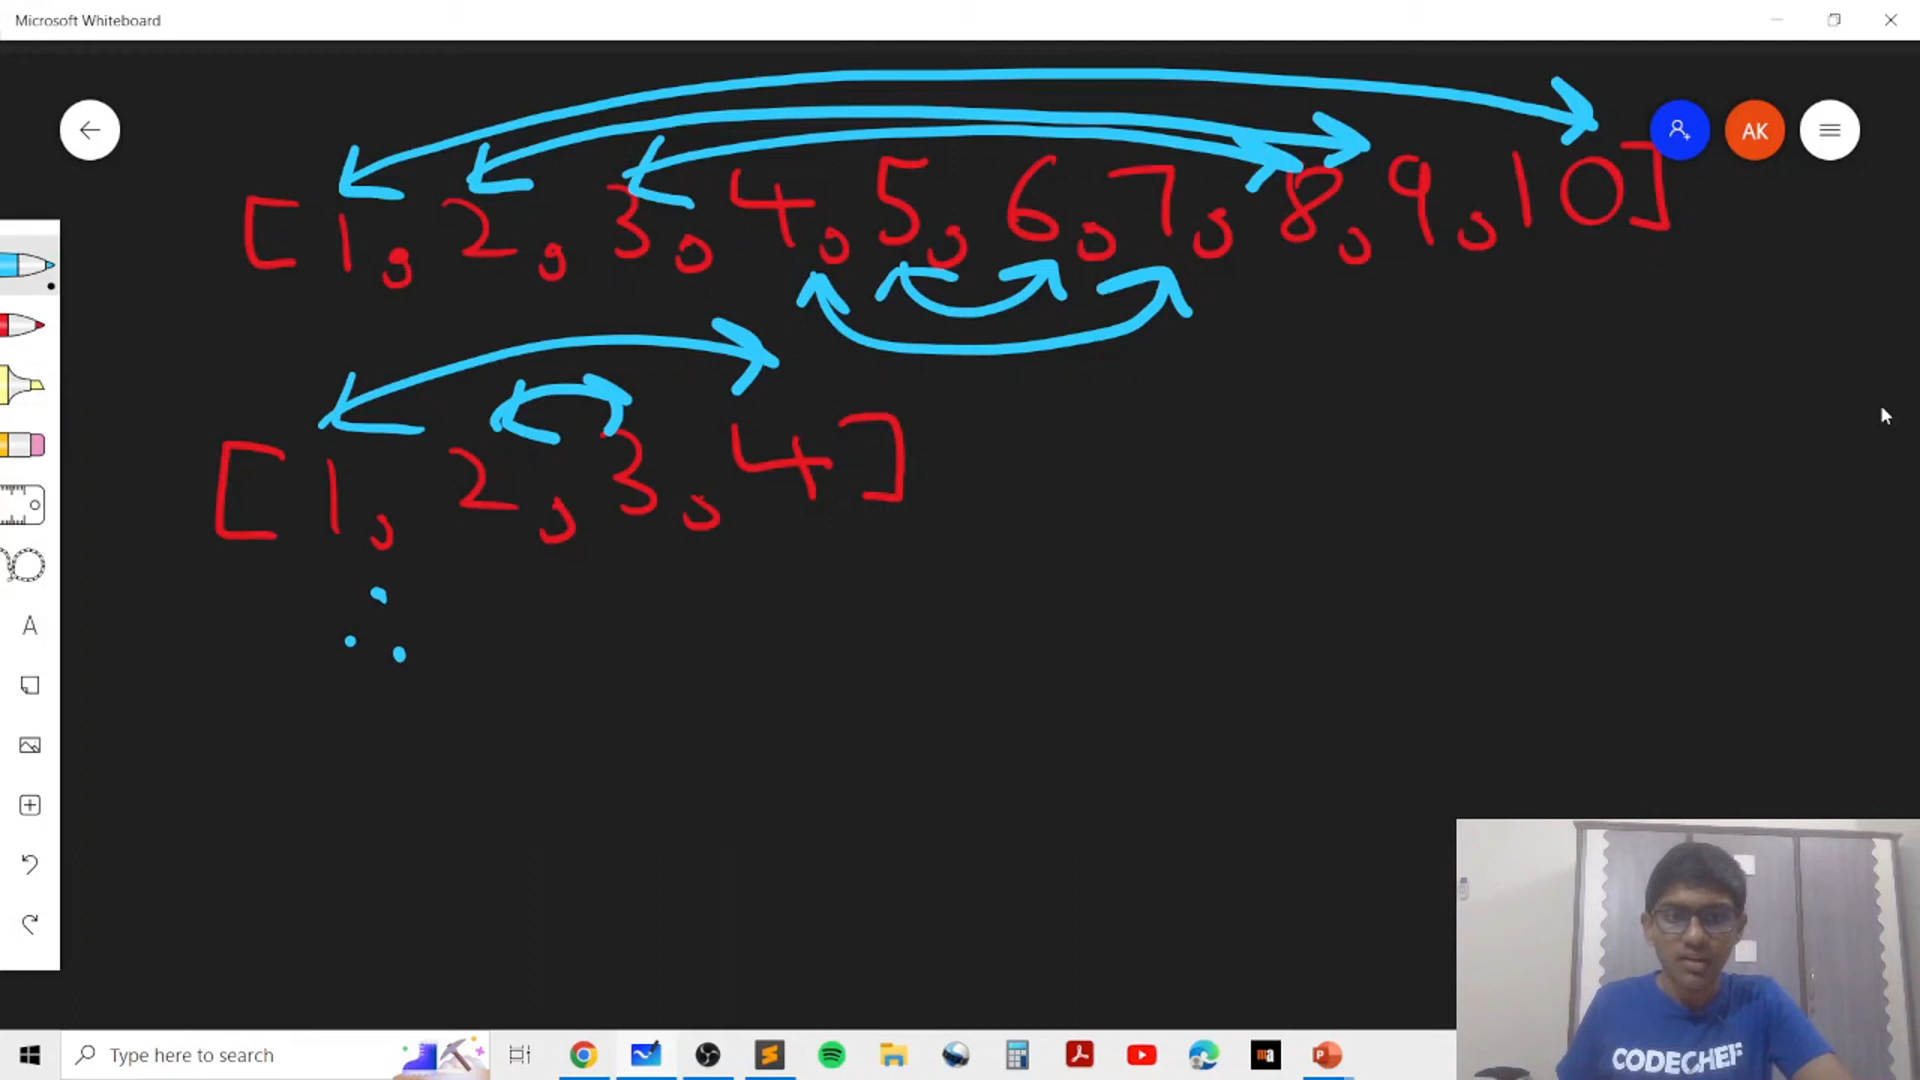 Microsoft Whiteboard
AK
[1, 2, 3, 4, 5, 6, 7, 8, 9, 10]
[1, 2, 3, 4]
∴
A
CODECHEF
Type here to search
ma